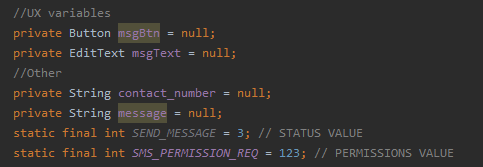 //UX variables
private Button msgBtn = null;
private EditText msgText = null;
//Other
private String contact_number = null;
private String message = null;
static final int SEND_MESSAGE = 3; // STATUS VALUE
static final int SMS_PERMISSION_REQ = 123; // PERMISSIONS VALUE